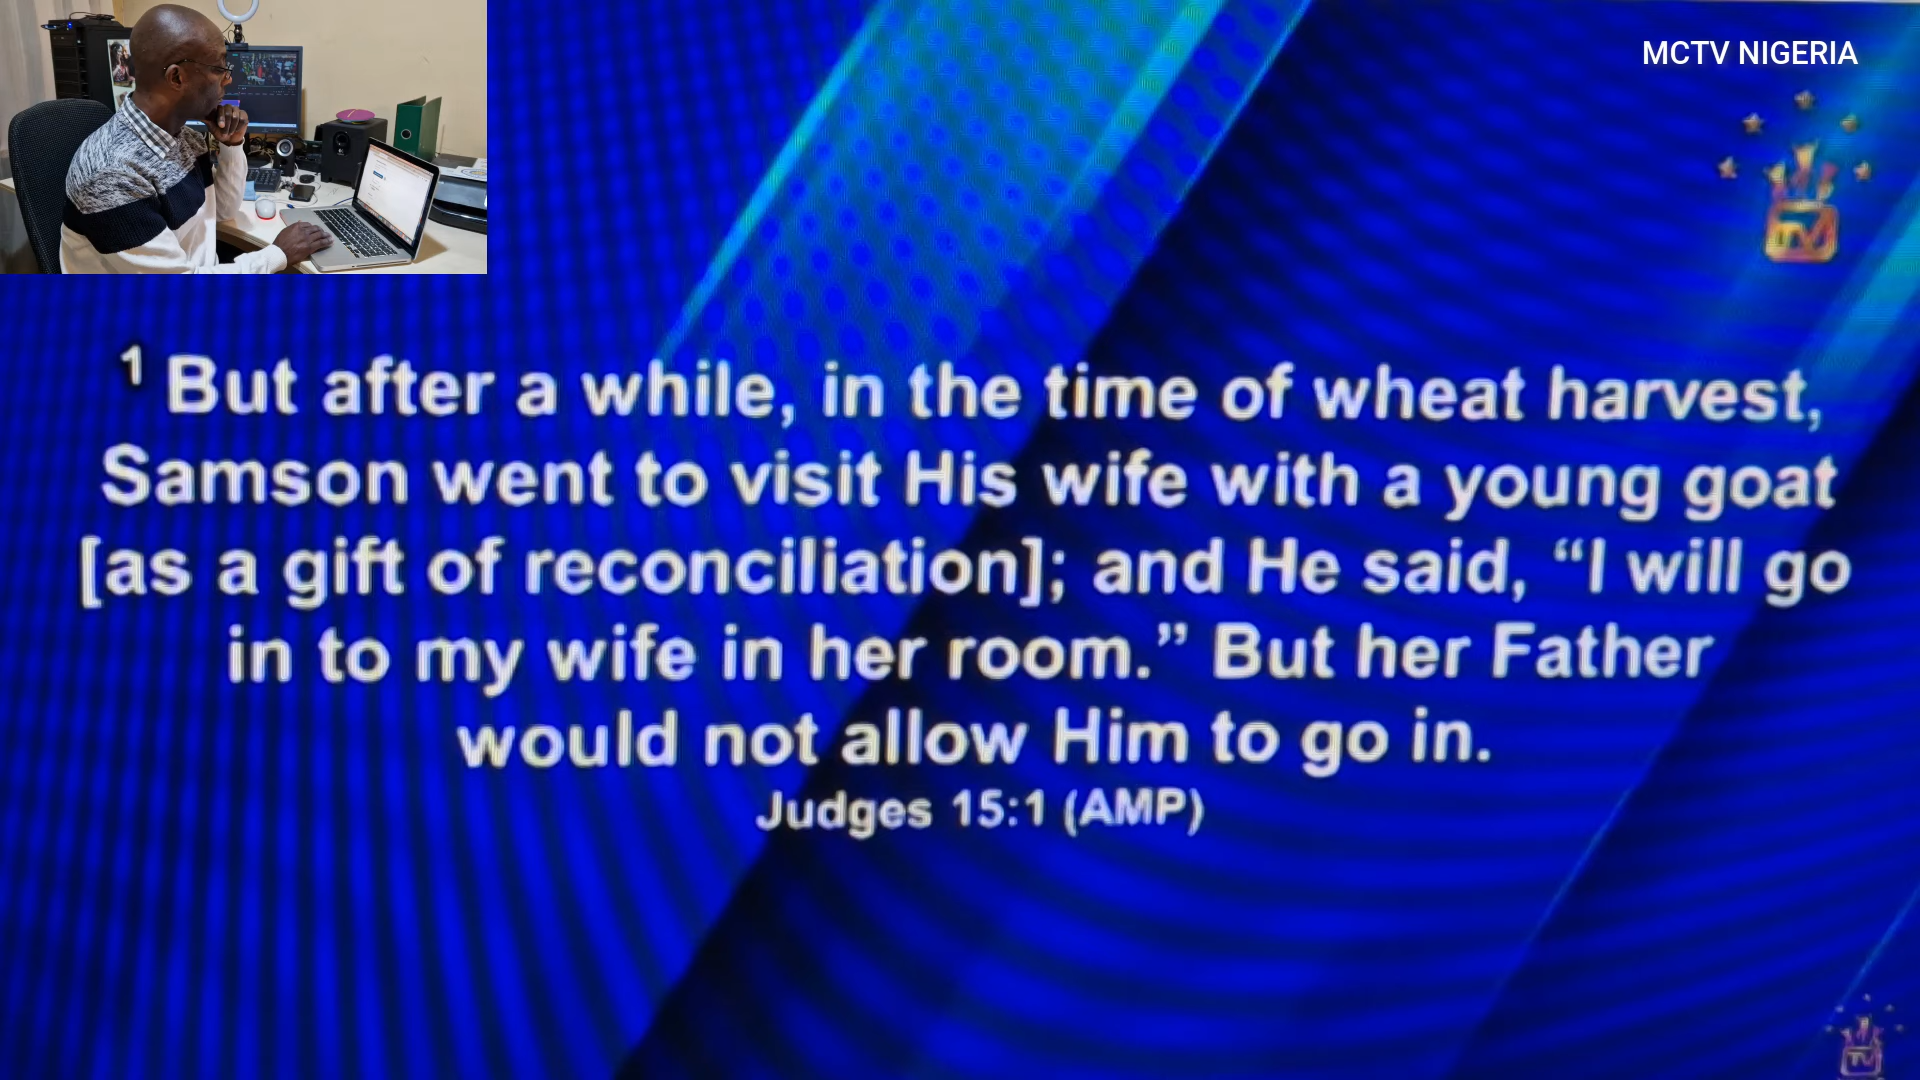 MCTV NIGERIA
TV
1 But after a while, in the time of wheat harvest,
Samson went to visit His wife with a young goat
[as a gift of reconciliation]; and He said, “I will go
in to my wife in her room.” But her Father
would not allow Him to go in.
Judges 15:1 (AMP)
TV